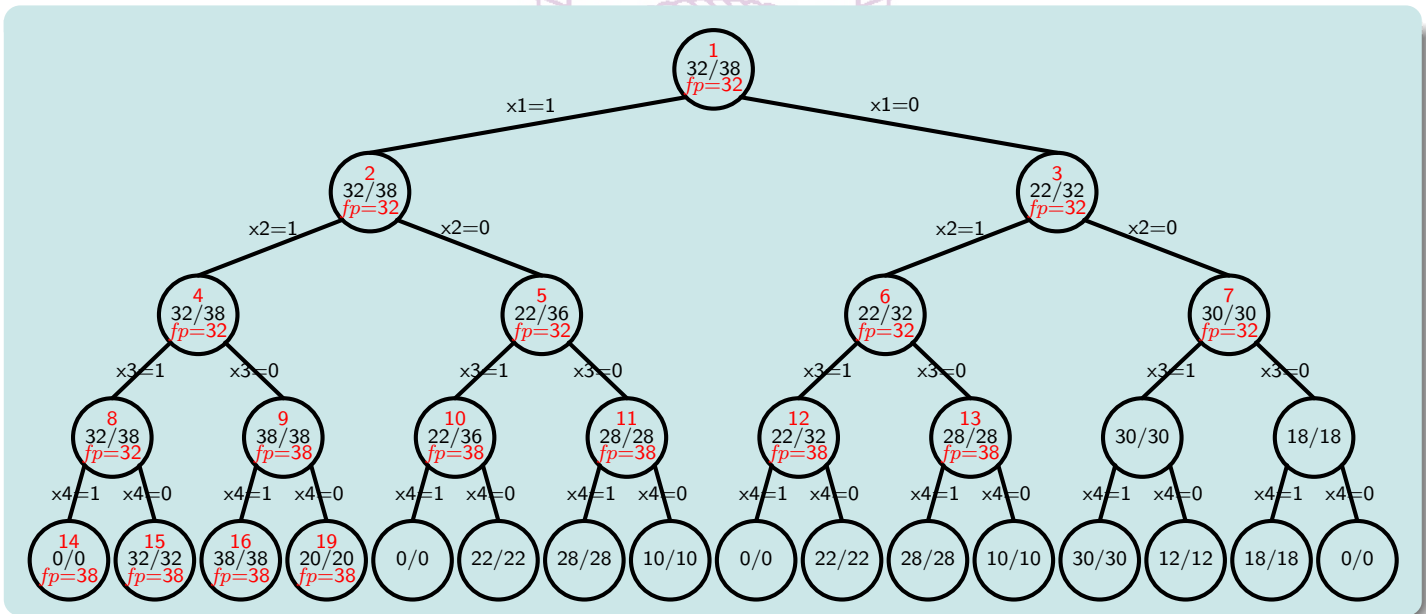 1
32/38
fp=32
x1=1
x1=0
2
32/38
fp=32
3
22/32
fp=32
x2=1
x2=0
x2=1
x2=0
4
32/38
fp=32
5
22/36
fp=32
6
22/32
fp=32
7
30/30
fp=32
x3=1
x3=0
x3=1
x3=0
x3=1
x3=0
x3=1
x3=0
8
32/38
fp=32
9
38/38
fp=38
10
22/36
fp=38
11
28/28
fp=38
12
22/32
fp=38
13
28/28
fp=38
30/30
18/18
x4=1
x4=0
x4=1
x4=0
x4=1
x4=0
x4=1
x4=0
x4=1
x4=0
x4=1
x4=0
x4=1
x4=0
x4=1
x4=0
14
0/0
fp=38
15
32/32
fp=38
16
38/38
fp=38
19
20/20
fp=38
0/0
22/22
28/28
10/10
0/0
22/22
28/28
10/10
30/30
12/12
18/18
0/0